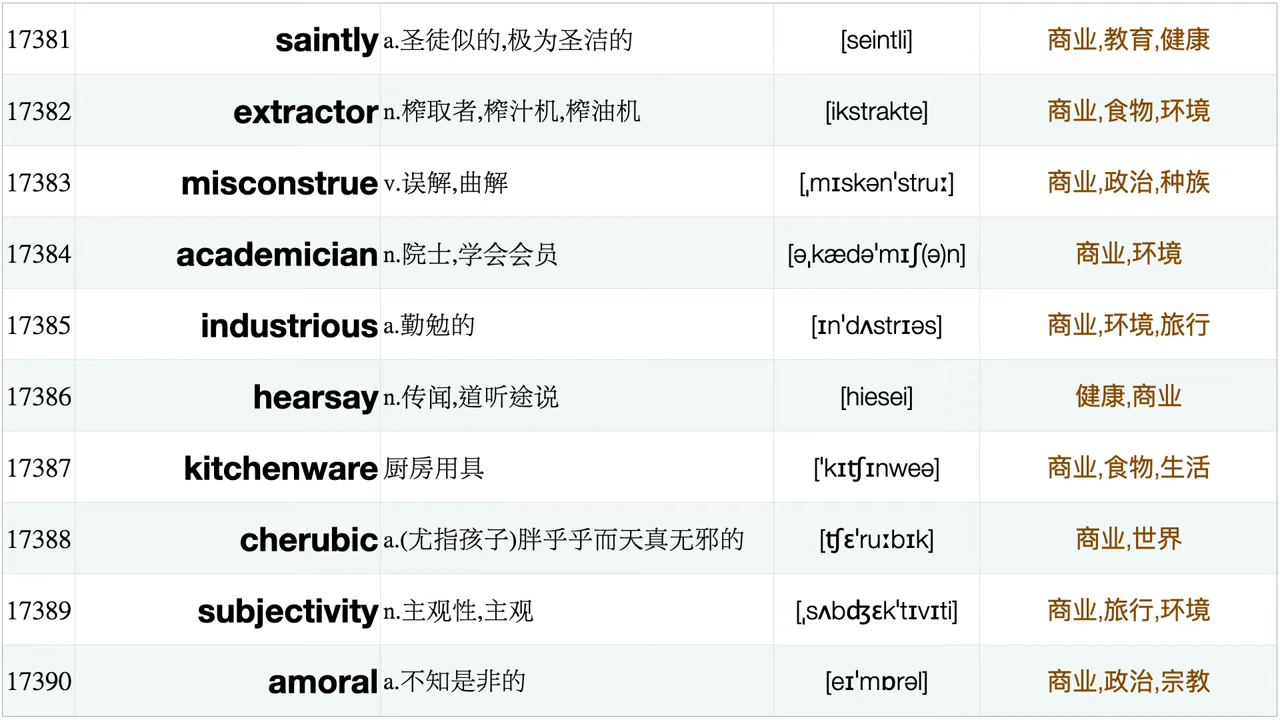 17381 saintly a.圣徒似的,极为圣洁的 [seintli] 商业,教育,健康
17382 extractor n.榨取者,榨汁机,榨油机 [ikstrakte] 商业,食物,环境
17383 misconstrue v.误解,曲解 [ˌmɪskənˈstruː] 商业,政治,种族
17384 academician n.院士,学会会员 [əˌkædəˈmɪʃ(ə)n] 商业,环境
17385 industrious a.勤勉的 [ɪnˈdʌstrɪəs] 商业,环境,旅行
17386 hearsay n.传闻,道听途说 [hiesei] 健康,商业
17387 kitchenware 厨房用具 [ˈkɪʧɪnweə] 商业,食物,生活
17388 cherubic a.(尤指孩子)胖乎乎而天真无邪的 [ʧɛˈruːbɪk] 商业,世界
17389 subjectivity n.主观性,主观 [ˌsʌbʤɛkˈtɪvɪti] 商业,旅行,环境
17390 amoral a.不知是非的 [eɪˈmɒrəl] 商业,政治,宗教